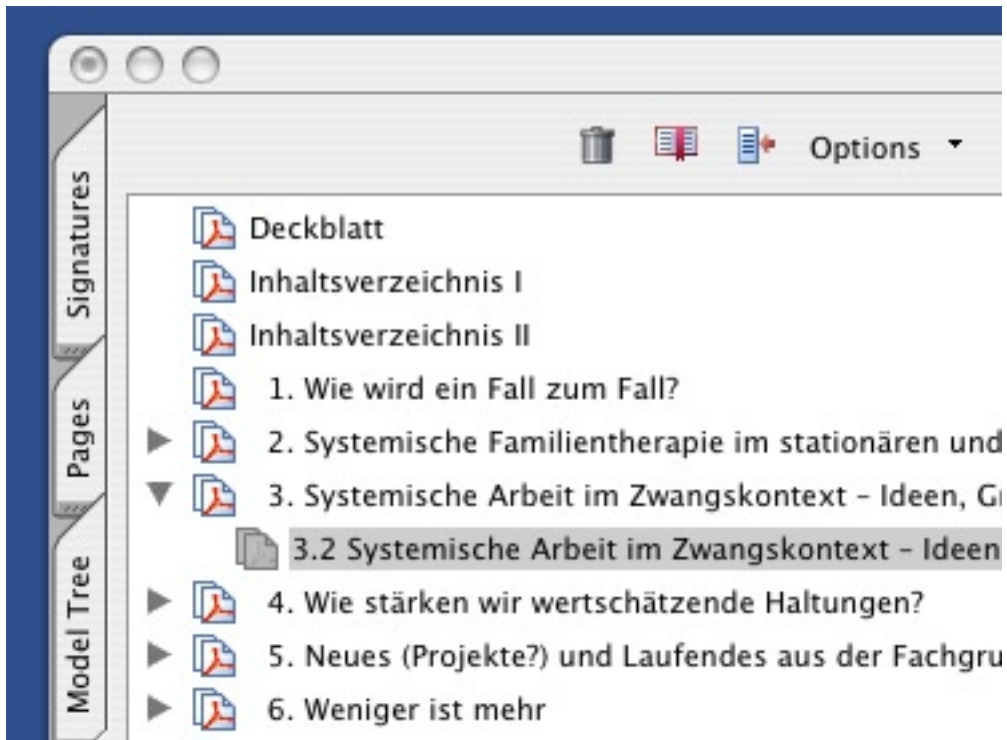 Options
Signatures
Pages
Model Tree
Deckblatt
Inhaltsverzeichnis I
Inhaltsverzeichnis II
1. Wie wird ein Fall zum Fall?
2. Systemische Familientherapie im stationären und
3. Systemische Arbeit im Zwangskontext – Ideen, Gr
3.2 Systemische Arbeit im Zwangskontext – Ideen
4. Wie stärken wir wertschätzende Haltungen?
5. Neues (Projekte?) und Laufendes aus der Fachgru
6. Weniger ist mehr